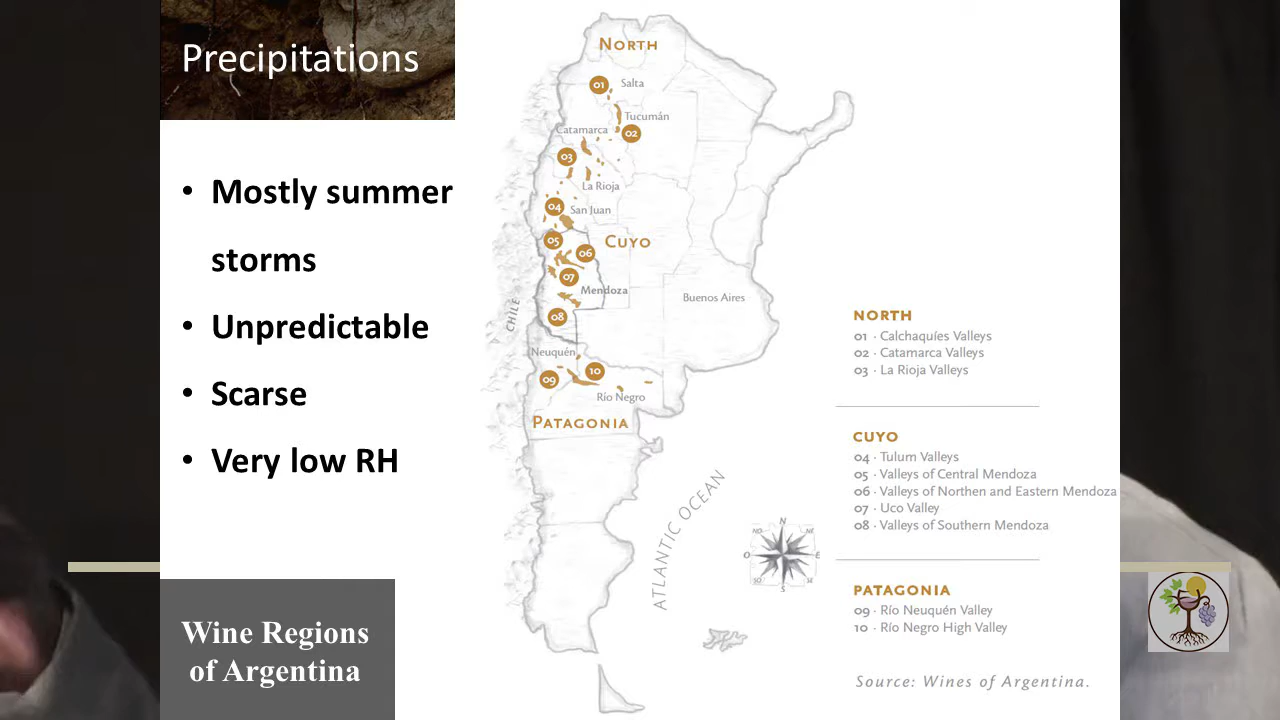 Precipitations
• Mostly summer
storms
• Unpredictable
• Scarse
• Very low RH
Wine Regions
of Argentina
NORTH
01
Salta
Tucumán
02
Catamarca
03
La Rioja
04
San Juan
05
CUYO
06
07
Mendoza
Buenos Aires
CHILE
08
Neuquén
09
10
Río Negro
PATAGONIA
ATLANTIC OCEAN
N
NO
NE
O
E
SO
SE
S
NORTH
01 · Calchaquíes Valleys
02 · Catamarca Valleys
03 · La Rioja Valleys
CUYO
04 · Tulum Valleys
05 · Valleys of Central Mendoza
06 · Valleys of Northen and Eastern Mendoza
07 · Uco Valley
08 · Valleys of Southern Mendoza
PATAGONIA
09 · Río Neuquén Valley
10 · Río Negro High Valley
Source: Wines of Argentina.